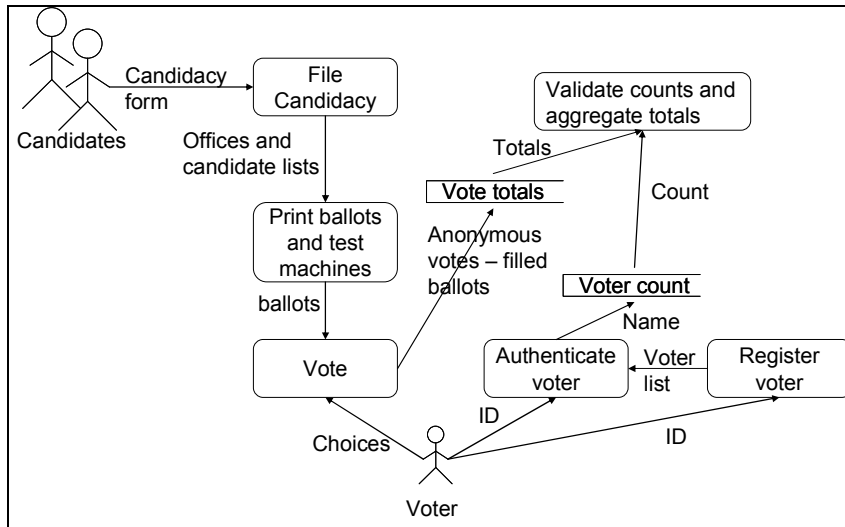 Candidacy
form
Candidates
File
Candidacy
Offices and
candidate lists
Print ballots
and test
machines
ballots
Vote
Choices
Voter
Validate counts and
aggregate totals
Totals
Vote totals
Anonymous
votes – filled
ballots
Count
Voter count
Name
Authenticate
voter
Voter
list
Register
voter
ID
ID